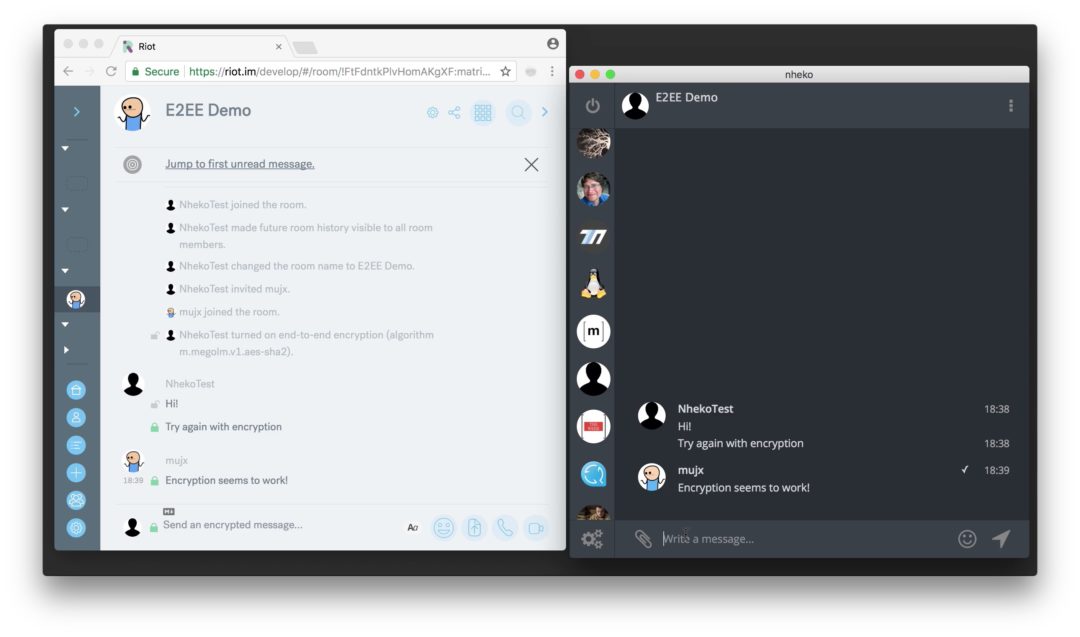 Riot
Secure https://riot.im/develop/#/room/!FtFdntkPlvHomAKgXF:matri...
E2EE Demo
Jump to first unread message.
NhekoTest joined the room.
NhekoTest made future room history visible to all room
members.
NhekoTest changed the room name to E2EE Demo.
NhekoTest invited mujx.
mujx joined the room.
NhekoTest turned on end-to-end encryption (algorithm
m.megolm.v1.aes-sha2).
NhekoTest
Hi!
Try again with encryption
mujx
18:39 Encryption seems to work!
Send an encrypted message...
Aa
nheko
E2EE Demo
[m]
NhekoTest 18:38
Hi!
Try again with encryption 18:38
mujx 18:39
Encryption seems to work!
Write a message...